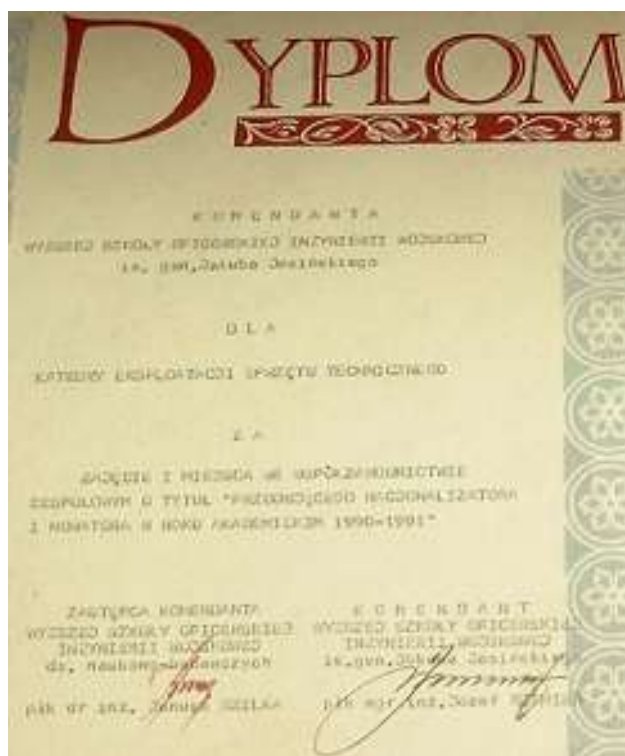 DYPLOM
KOMENDANTA
WYŻSZEJ SZKOŁY OFICERSKIEJ INŻYNIERII WOJSKOWEJ
im. gen. Jakuba Jasińskiego
DLA
KATEDRY EKSPLOATACJI SPRZĘTU TECHNICZNEGO
ZA
ZAJĘCIE I MIEJSCA WE WSPÓŁZAWODNICTWIE
ZESPOŁOWYM O TYTUŁ "PRZODUJĄCEGO RACJONALIZATORA
I NOWATORA W ROKU AKADEMICKIM 1990-1991"
ZASTĘPCA KOMENDANTA
WYŻSZEJ SZKOŁY OFICERSKIEJ
INŻYNIERII WOJSKOWEJ
ds. Naukowo-Badawczych
płk dr inż. Janusz
KOMENDANT
WYŻSZEJ SZKOŁY OFICERSKIEJ
INŻYNIERII WOJSKOWEJ
im. gen. Jakuba Jasińskiego
płk mgr inż. Józef